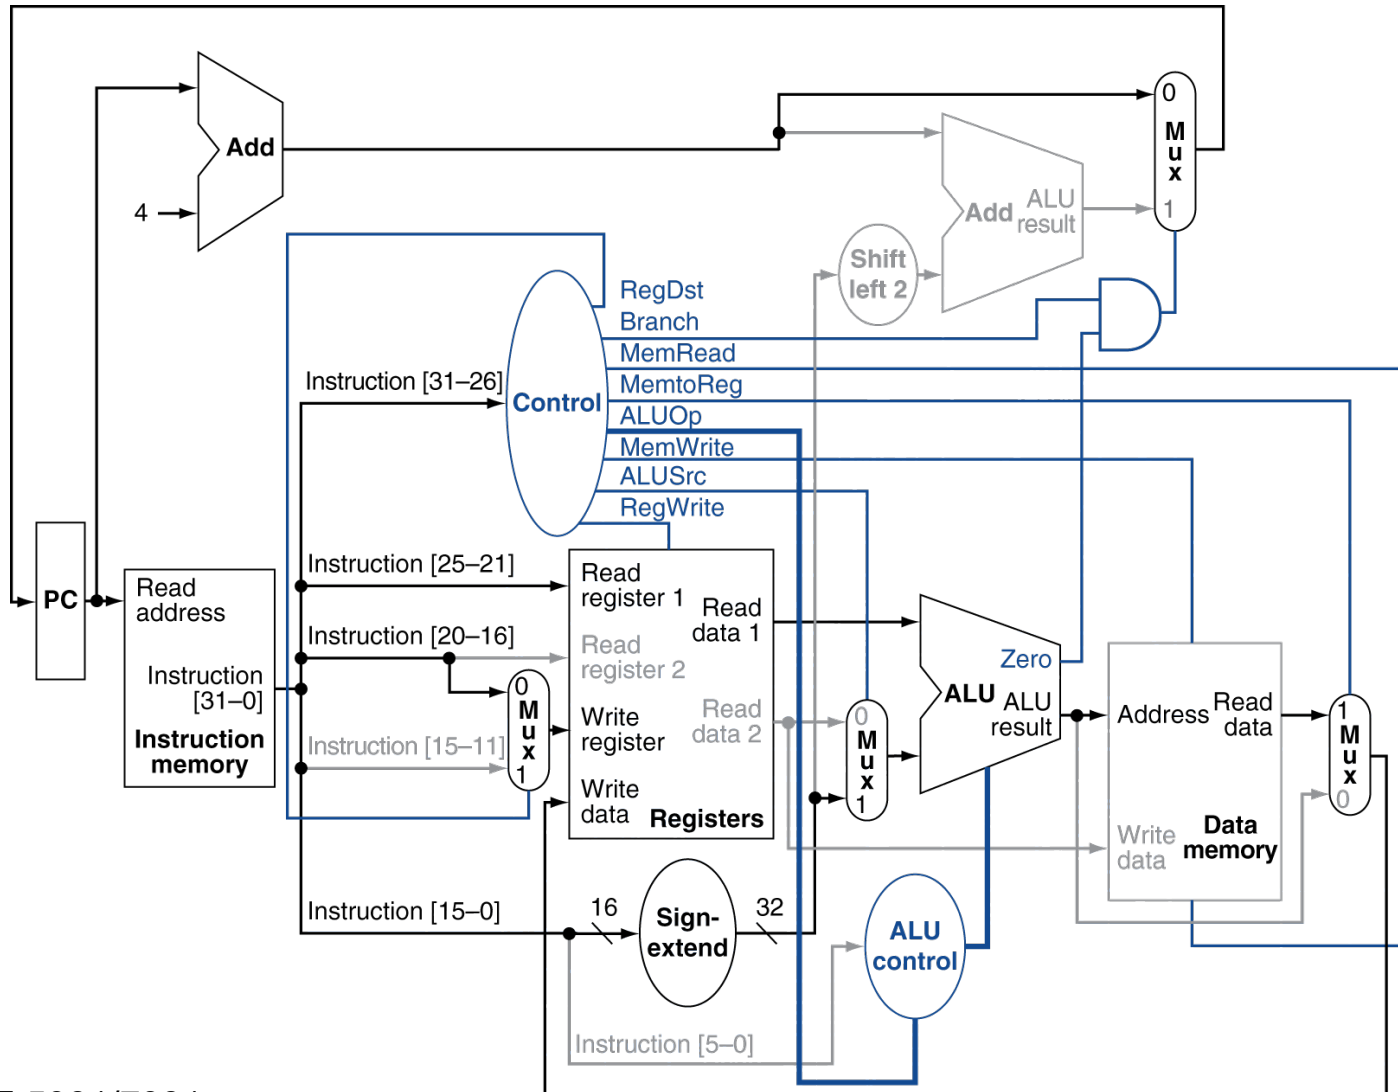 Add
4
0
M
u
x
1
Add
ALU
result
Shift
left 2
RegDst
Branch
MemRead
MemtoReg
ALUOp
MemWrite
ALUSrc
RegWrite
Instruction [31–26]
Control
Instruction [25–21]
Instruction [20–16]
Instruction [15–11]
Instruction [15–0]
Instruction [5–0]
PC
Read
address
Instruction
[31–0]
Instruction
memory
0
M
u
x
1
Read
register 1
Read
register 2
Write
register
Write
data
Read
data 1
Read
data 2
Registers
16
Sign-
extend
32
0
M
u
x
1
Zero
ALU
ALU
result
ALU
control
Address
Read
data
Write
data
Data
memory
1
M
u
x
0